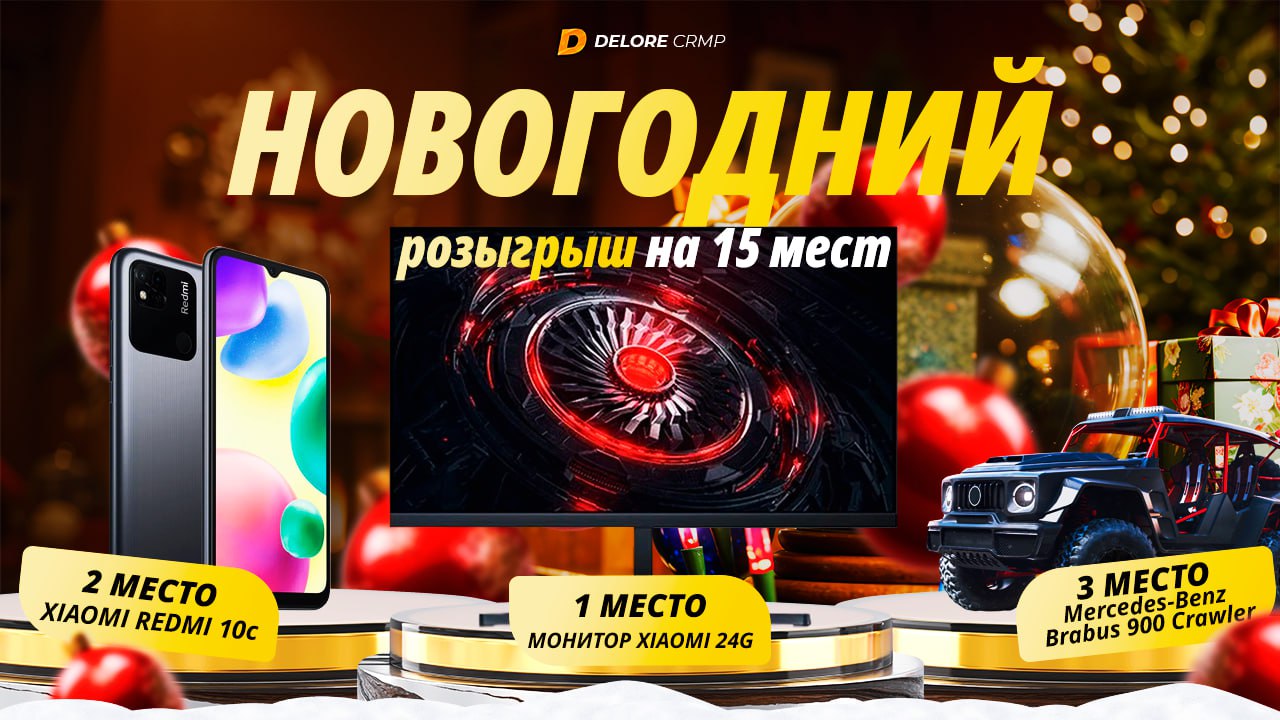 DELORE CRMP
НОВОГОДНИЙ
розыгрыш на 15 мест
Redmi
2 МЕСТО
XIAOMI REDMI 10c
1 МЕСТО
МОНИТОР XIAOMI 24G
3 МЕСТО
Mercedes-Benz
Brabus 900 Crawler